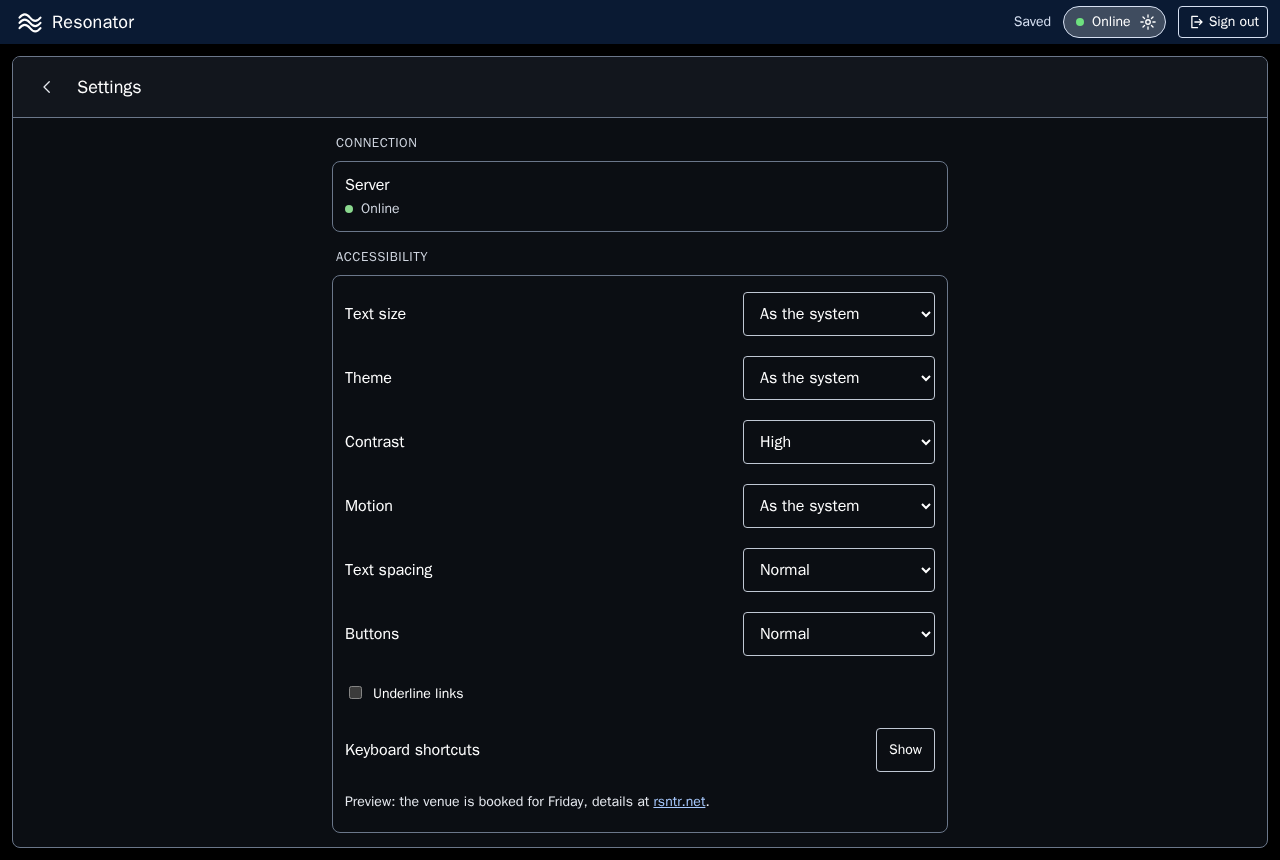 Resonator
Saved
Online
Sign out
Settings
CONNECTION
Server
Online
ACCESSIBILITY
Text size
As the system
Theme
As the system
Contrast
High
Motion
As the system
Text spacing
Normal
Buttons
Normal
Underline links
Keyboard shortcuts
Show
Preview: the venue is booked for Friday, details at rsntr.net.